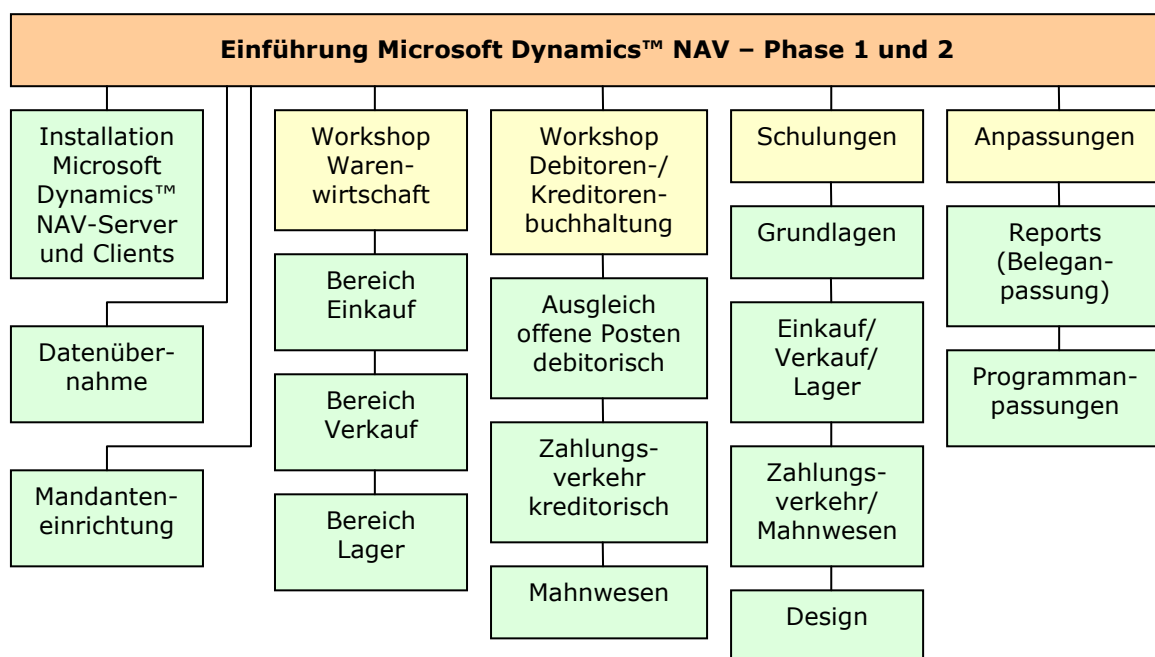 Einführung Microsoft Dynamics™ NAV – Phase 1 und 2
Installation
Microsoft
Dynamics™
NAV-Server
und Clients
Datenüber-
nahme
Mandanten-
einrichtung
Workshop
Waren-
wirtschaft
Bereich
Einkauf
Bereich
Verkauf
Bereich
Lager
Workshop
Debitoren-/
Kreditoren-
buchhaltung
Ausgleich
offene Posten
debitorisch
Zahlungs-
verkehr
kreditorisch
Mahnwesen
Schulungen
Grundlagen
Einkauf/
Verkauf/
Lager
Zahlungs-
verkehr/
Mahnwesen
Design
Anpassungen
Reports
(Belegan-
passung)
Programman-
passungen